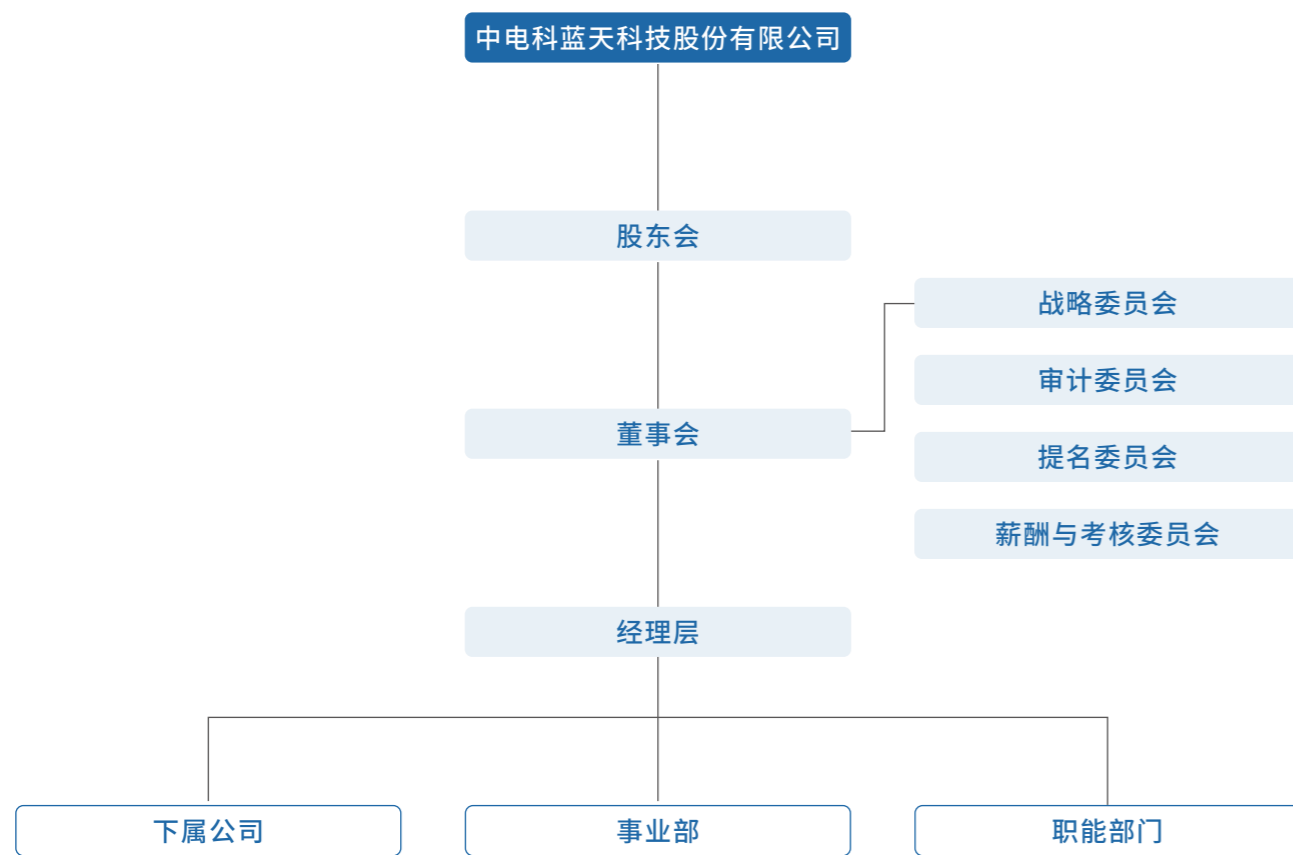 中电科蓝天科技股份有限公司
股东会
战略委员会
审计委员会
董事会
提名委员会
薪酬与考核委员会
经理层
下属公司
事业部
职能部门